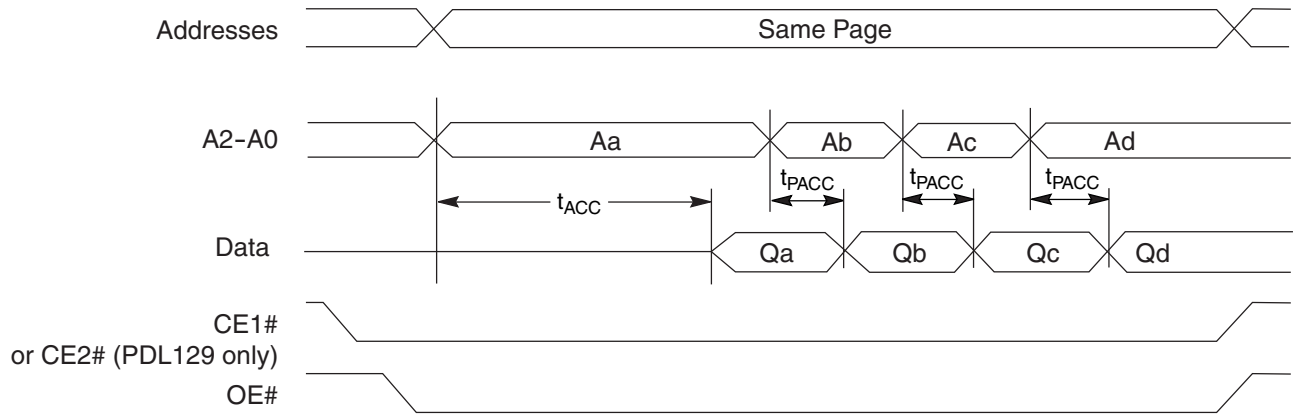 Addresses
Same Page
A2-A0
Aa
Ab
Ac
Ad
tPACC
tPACC
tPACC
tACC
Data
Qa
Qb
Qc
Qd
CE1#
or CE2# (PDL129 only)
OE#